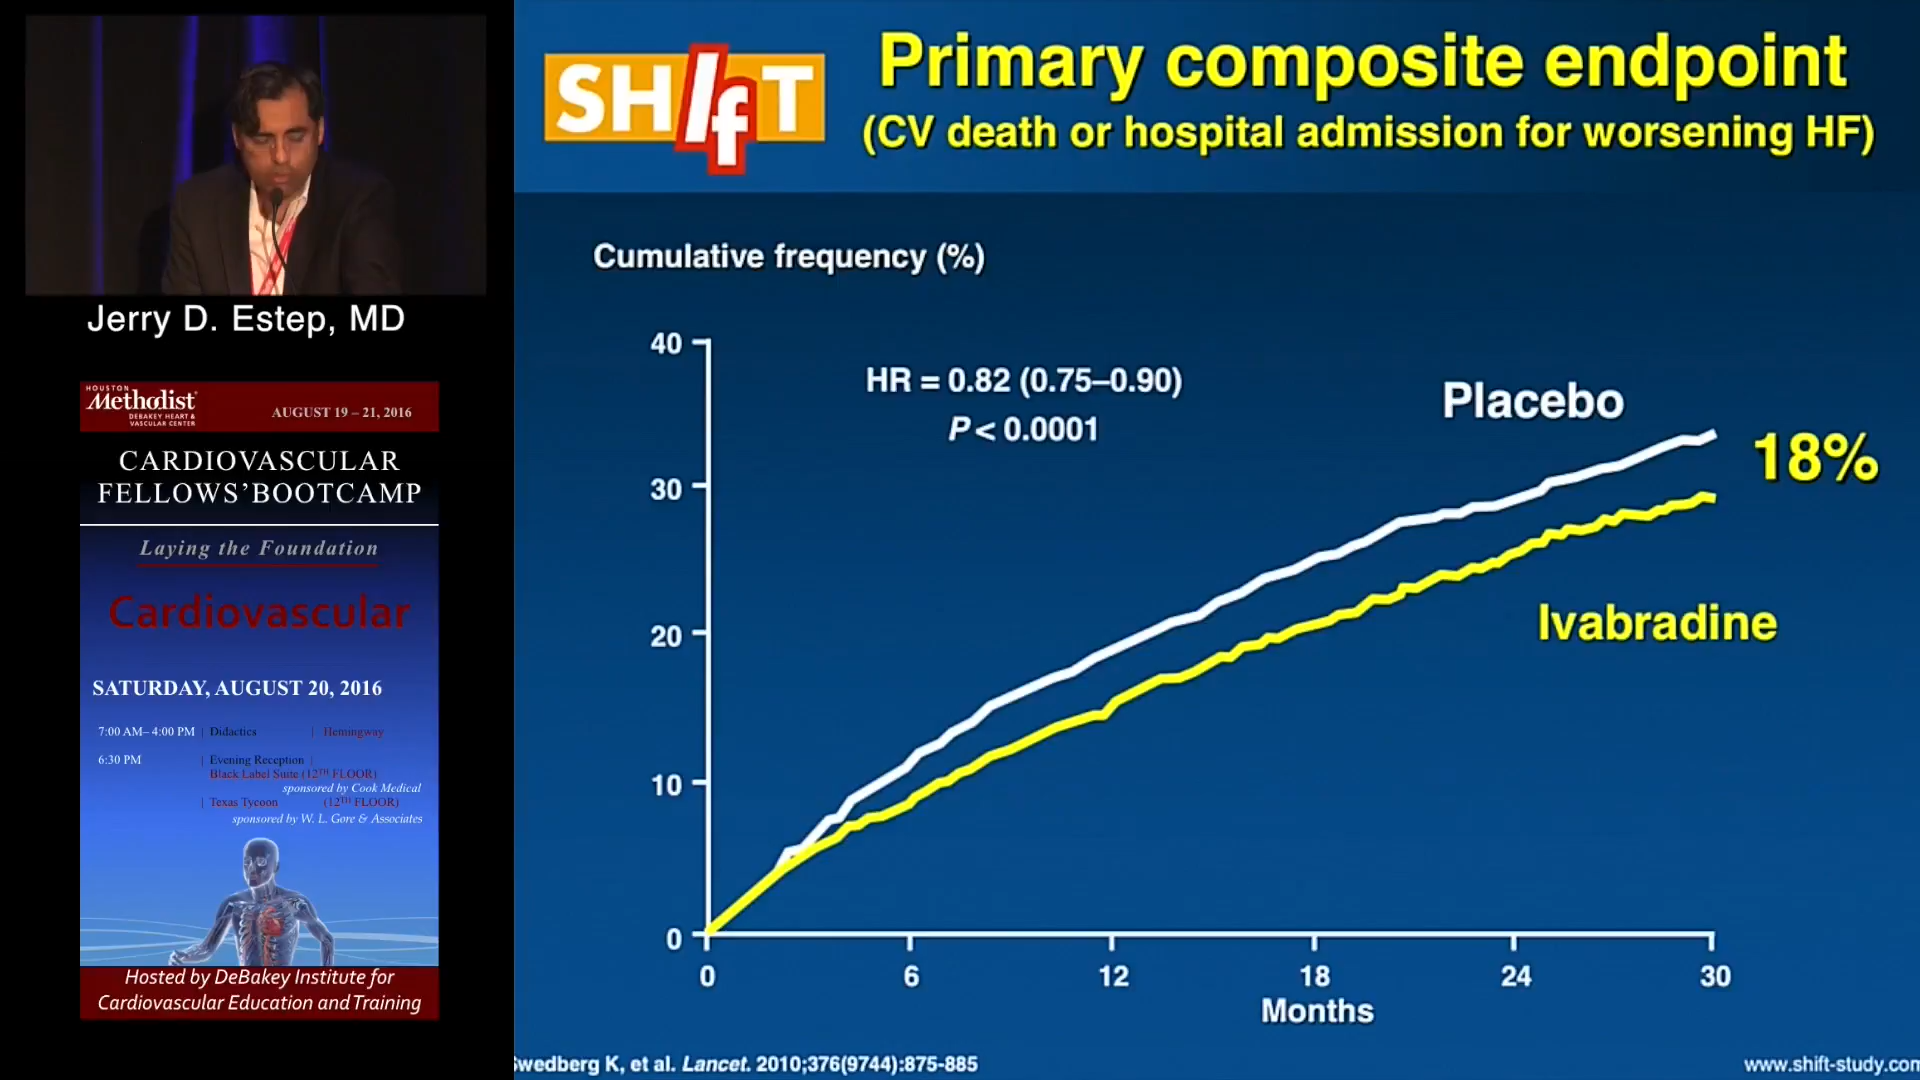 Jerry D. Estep, MD
HOUSTON
Methodist
DEBAKEY HEART &
VASCULAR CENTER
AUGUST 19 – 21, 2016
CARDIOVASCULAR
FELLOWS’BOOTCAMP
Laying the Foundation
Cardiovascular
SATURDAY, AUGUST 20, 2016
7:00 AM– 4:00 PM | Didactics | Hemingway
6:30 PM | Evening Reception |
Black Label Suite (12TH FLOOR)
sponsored by Cook Medical
| Texas Tycoon (12TH FLOOR)
sponsored by W. L. Gore & Associates
Hosted by DeBakey Institute for
Cardiovascular Education and Training
SHIfT
Primary composite endpoint
(CV death or hospital admission for worsening HF)
Cumulative frequency (%)
40
30
20
10
0
HR = 0.82 (0.75–0.90)
P < 0.0001
Placebo
18%
Ivabradine
0 6 12 18 24 30
Months
Swedberg K, et al. Lancet. 2010;376(9744):875-885
www.shift-study.com